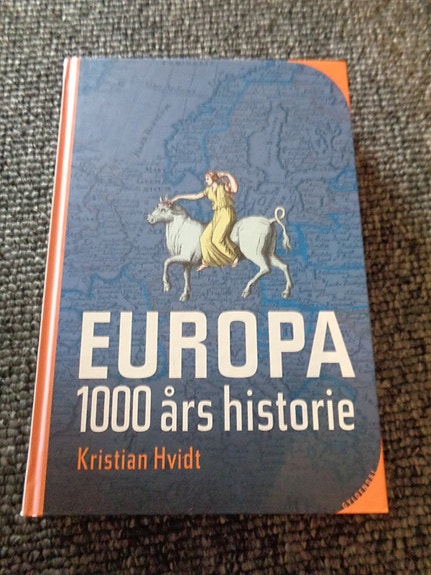 EUROPA
1000 års historie
Kristian Hvidt